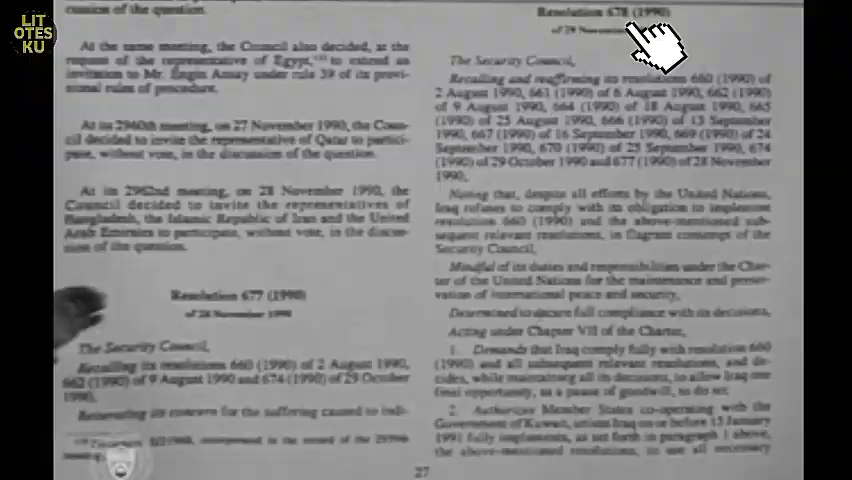 LIT
OTES
KU
cussion of the question.
At the same meeting, the Council also decided, at the
request of the representative of Egypt, to extend an
invitation to Mr. Engin Ansay under rule 39 of its provi-
sional rules of procedure.
At its 2960th meeting, on 27 November 1990, the Coun-
cil decided to invite the representative of Qatar to partici-
pate, without vote, in the discussion of the question.
At its 2962nd meeting, on 28 November 1990, the
Council decided to invite the representatives of
Bangladesh, the Islamic Republic of Iran and the United
Arab Emirates to participate, without vote, in the discus-
sion of the question.
Resolution 677 (1990)
of 28 November 1990
The Security Council,
Recalling its resolutions 660 (1990) of 2 August 1990,
662 (1990) of 9 August 1990 and 674 (1990) of 29 October
1990,
Reiterating its concern for the suffering caused to indi-
incorporated in the record of the
meeting.
Resolution 678 (1990)
of 29 November
The Security Council,
Recalling and reaffirming its resolutions 660 (1990) of
2 August 1990, 661 (1990) of 6 August 1990, 662 (1990)
of 9 August 1990, 664 (1990) of 18 August 1990, 665
(1990) of 25 August 1990, 666 (1990) of 13 September
1990, 667 (1990) of 16 September 1990, 669 (1990) of 24
September 1990, 670 (1990) of 25 September 1990, 674
(1990) of 29 October 1990 and 677 (1990) of 28 November
1990,
Noting that, despite all efforts by the United Nations,
Iraq refuses to comply with its obligation to implement
resolution 660 (1990) and the above-mentioned sub-
sequent relevant resolutions, in flagrant contempt of the
Security Council,
Mindful of its duties and responsibilities under the Char-
ter of the United Nations for the maintenance and preser-
vation of international peace and security,
Determined to secure full compliance with its decisions,
Acting under Chapter VII of the Charter,
1. Demands that Iraq comply fully with resolution 660
(1990) and all subsequent relevant resolutions, and de-
cides, while maintaining all its decisions, to allow Iraq one
final opportunity, as a pause of goodwill, to do so;
2. Authorizes Member States co-operating with the
Government of Kuwait, unless Iraq on or before 15 January
1991 fully implements, as set forth in paragraph 1 above,
the above-mentioned resolutions, to use all necessary
27